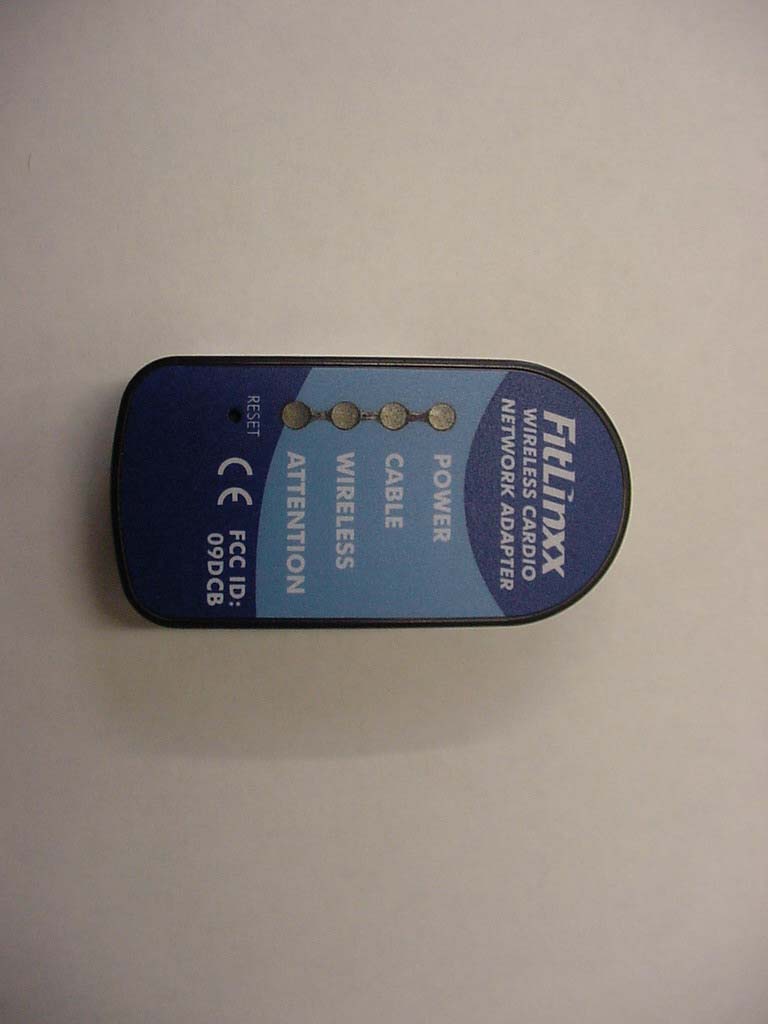 FitLinxx
WIRELESS CARDIO
NETWORK ADAPTER
POWER
CABLE
WIRELESS
ATTENTION
RESET
CE FCC ID:
09DCB